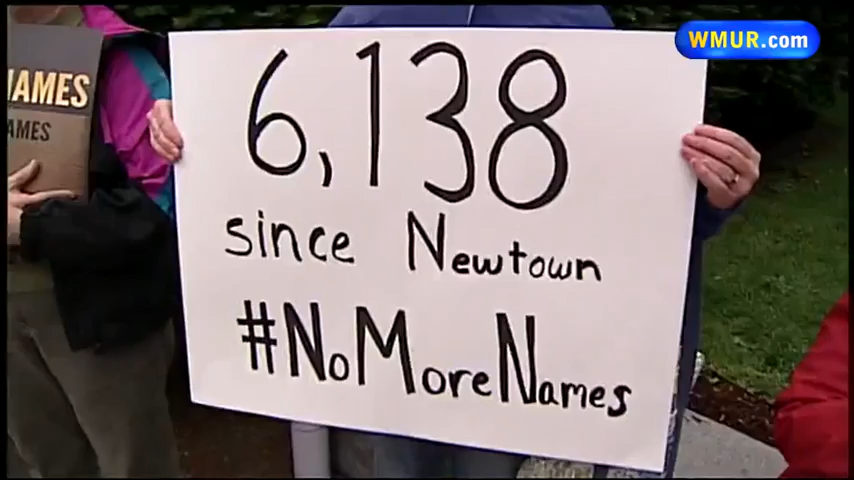 WMUR.com
NAMES
AMES
6,138
since Newtown
#NoMoreNames